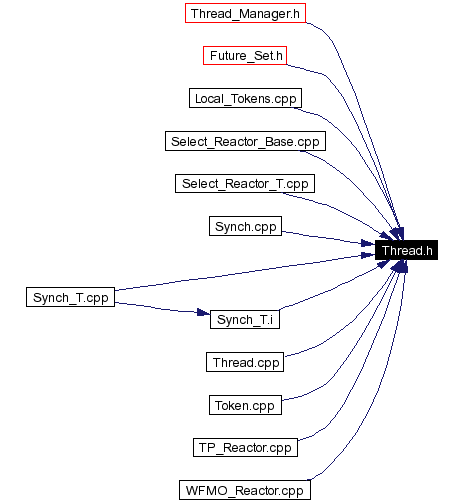 Thread_Manager.h
Future_Set.h
Local_Tokens.cpp
Select_Reactor_Base.cpp
Select_Reactor_T.cpp
Synch.cpp
Thread.h
Synch_T.cpp
Synch_T.i
Thread.cpp
Token.cpp
TP_Reactor.cpp
WFMO_Reactor.cpp